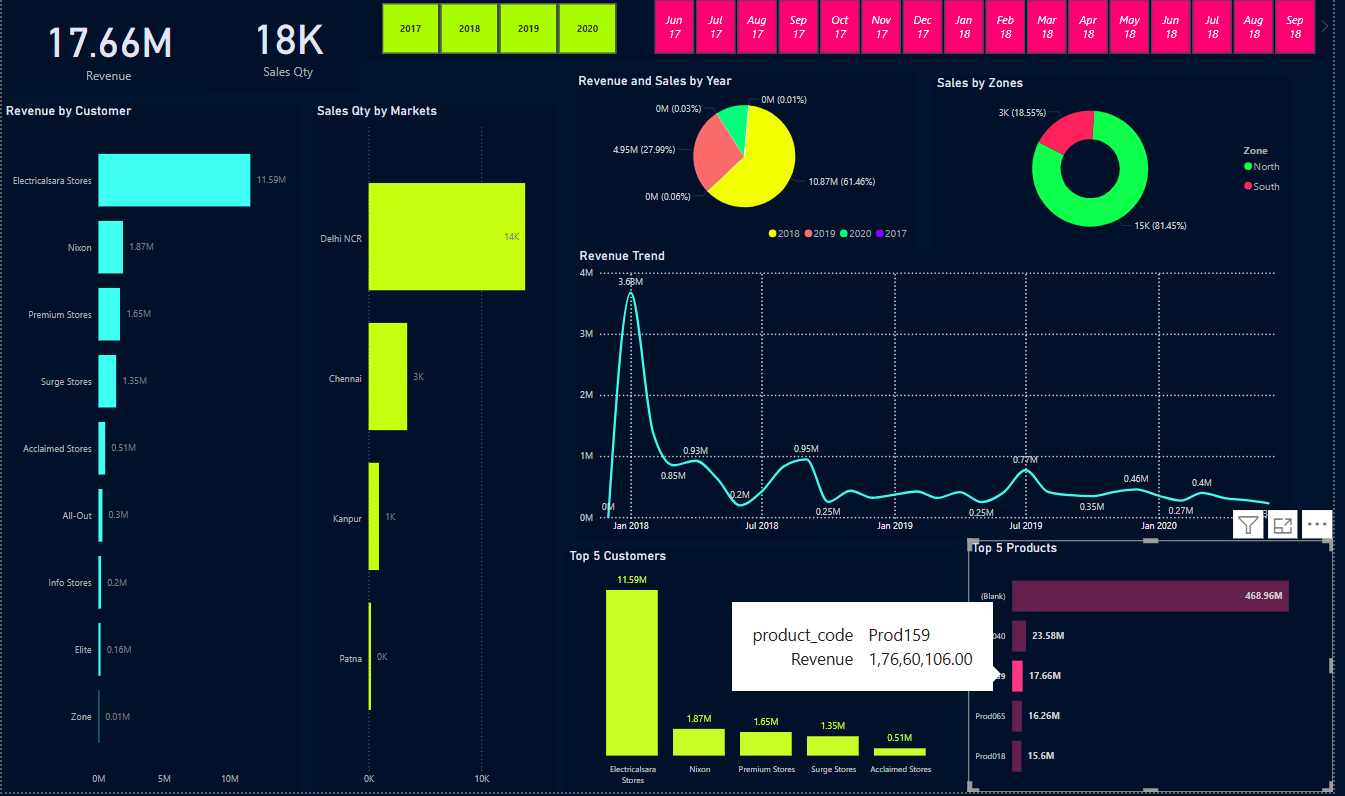 17.66M
Revenue
18K
Sales Qty
2017
2018
2019
2020
Jun 17
Jul 17
Aug 17
Sep 17
Oct 17
Nov 17
Dec 17
Jan 18
Feb 18
Mar 18
Apr 18
May 18
Jun 18
Jul 18
Aug 18
Sep 18
Revenue by Customer
Electricalsara Stores
11.59M
Nixon
1.87M
Premium Stores
1.65M
Surge Stores
1.35M
Acclaimed Stores
0.51M
All-Out
0.3M
Info Stores
0.2M
Elite
0.16M
Zone
0.01M
0M
5M
10M
Sales Qty by Markets
Delhi NCR
14K
Chennai
3K
Kanpur
1K
Patna
0K
0K
10K
Revenue and Sales by Year
0M (0.03%)
0M (0.01%)
4.95M (27.99%)
10.87M (61.46%)
0M (0.06%)
2018
2019
2020
2017
Sales by Zones
3K (18.55%)
15K (81.45%)
Zone
North
South
Revenue Trend
4M
3M
2M
1M
0M
0M
3.68M
0.85M
0.93M
0.2M
0.95M
0.25M
0.25M
0.77M
0.35M
0.46M
0.27M
0.4M
Jan 2018
Jul 2018
Jan 2019
Jul 2019
Jan 2020
Top 5 Customers
11.59M
1.87M
1.65M
1.35M
0.51M
Electricalsara
Stores
Nixon
Premium Stores
Surge Stores
Acclaimed Stores
Top 5 Products
(Blank)
468.96M
040
23.58M
17.66M
Prod065
16.26M
Prod018
15.6M
product_code Prod159
Revenue 1,76,60,106.00